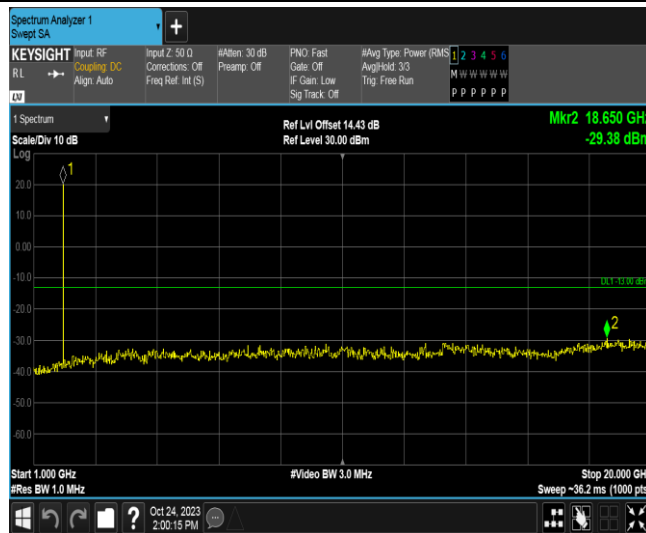 Spectrum Analyzer 1
Swept SA
+
KEYSIGHT
RL
LXI
Input: RF
Coupling: DC
Align: Auto
Input Z: 50 Ω
Corrections: Off
Freq Ref: Int (S)
#Atten: 30 dB
Preamp: Off
PNO: Fast
Gate: Off
IF Gain: Low
Sig Track: Off
#Avg Type: Power (RMS
Avg|Hold: 3/3
Trig: Free Run
1 2 3 4 5 6
M W W W W W
P P P P P P
1 Spectrum
Scale/Div 10 dB
Log
Ref Lvl Offset 14.43 dB
Ref Level 30.00 dBm
Mkr2 18.650 GHz
-29.38 dBm
1
20.0
10.0
0.00
-10.0
DL1 -13.00 dBm
-20.0
2
-30.0
-40.0
-50.0
-60.0
Start 1.000 GHz
#Res BW 1.0 MHz
#Video BW 3.0 MHz
Stop 20.000 GHz
Sweep ~36.2 ms (1000 pts)
?
Oct 24, 2023
2:00:15 PM